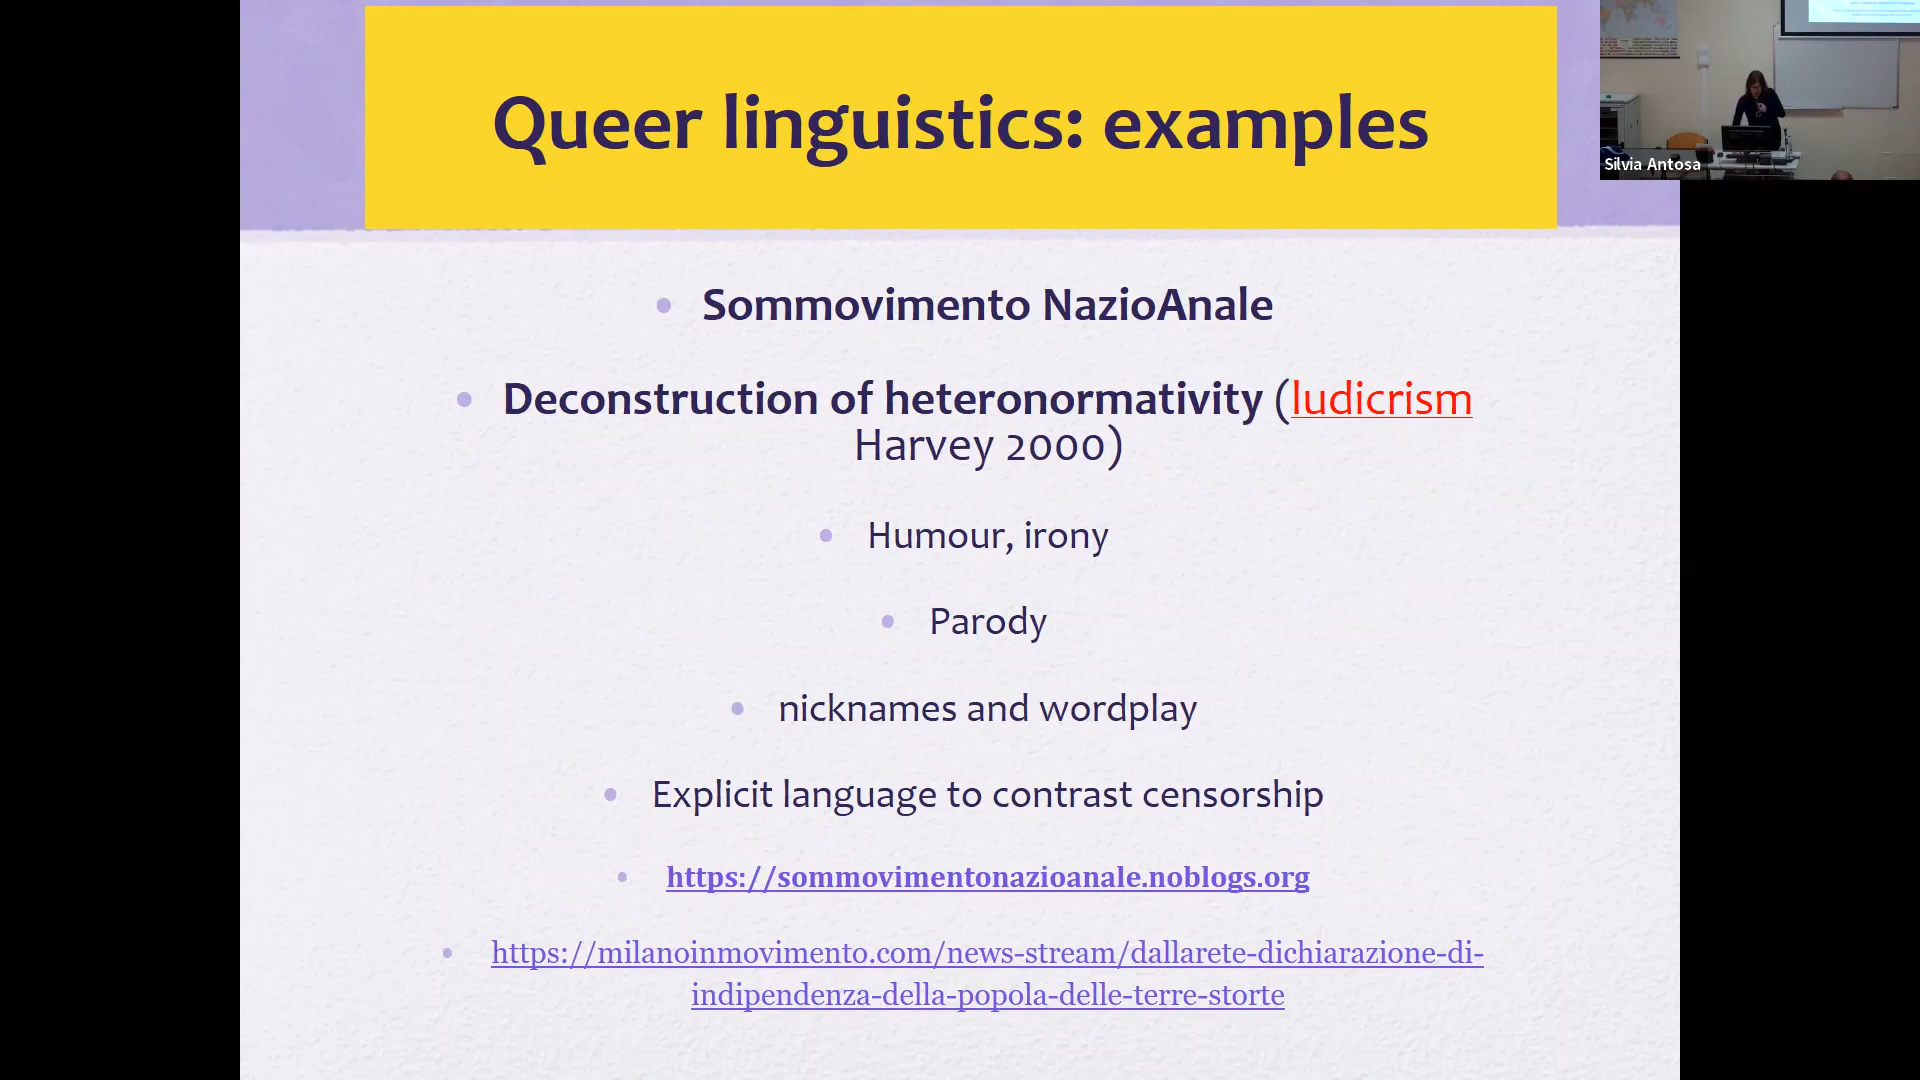 Queer linguistics: examples
Silvia Antosa
• Sommovimento NazioAnale
• Deconstruction of heteronormativity (ludicrism
Harvey 2000)
• Humour, irony
• Parody
• nicknames and wordplay
• Explicit language to contrast censorship
• https://sommovimentonazioanale.noblogs.org
• https://milanoinmovimento.com/news-stream/dallarete-dichiarazione-di-
indipendenza-della-popola-delle-terre-storte